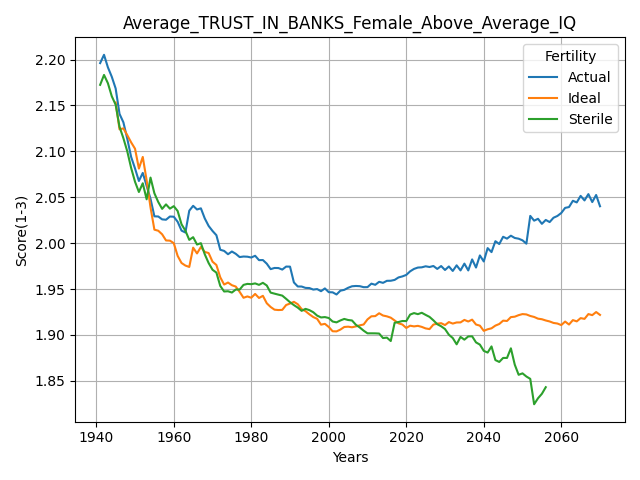 Average_TRUST_IN_BANKS_Female_Above_Average_IQ
Fertility
Actual
Ideal
Sterile
2.20
2.15
2.10
2.05
2.00
1.95
1.90
1.85
Score(1-3)
1940 1960 1980 2000 2020 2040 2060
Years